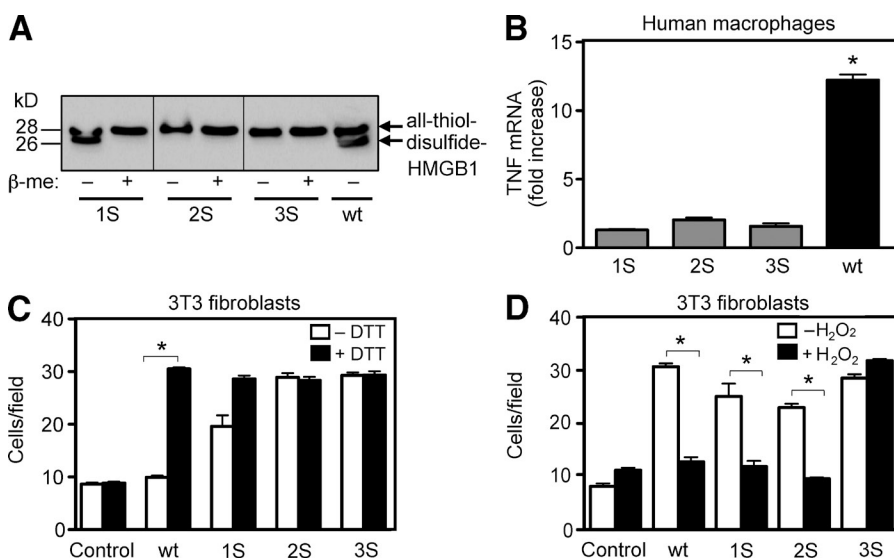 A
kD
28
26
all-thiol-
disulfide-
HMGB1
β-me: – + – + – + –
1S 2S 3S wt
B
Human macrophages
TNF mRNA
(fold increase)
15
10
5
0
*
1S 2S 3S wt
C
3T3 fibroblasts
Cells/field
40
30
20
10
0
– DTT
+ DTT
*
Control wt 1S 2S 3S
D
3T3 fibroblasts
Cells/field
40
30
20
10
0
–H₂O₂
+H₂O₂
* * *
Control wt 1S 2S 3S